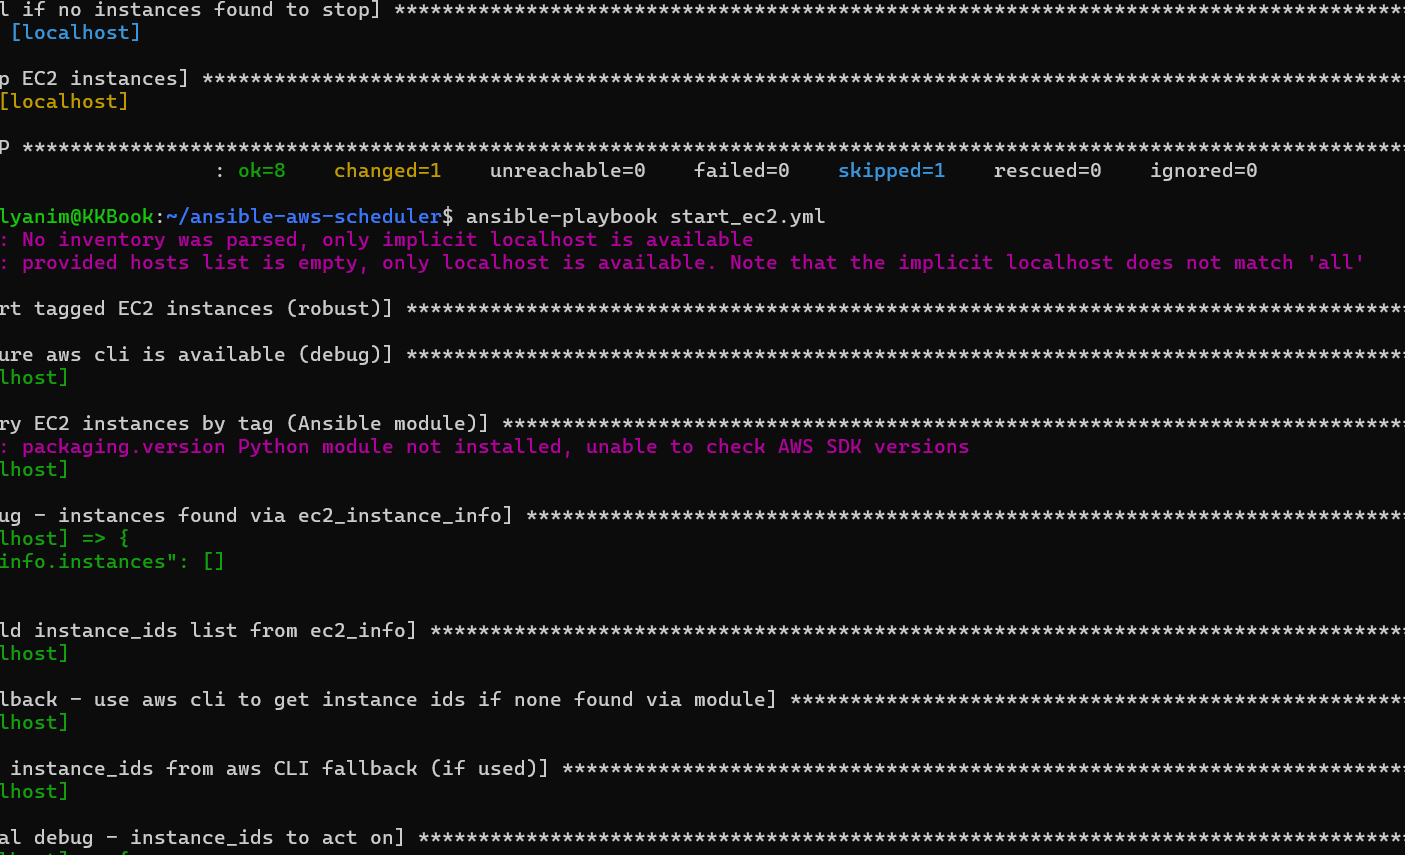 l if no instances found to stop] ************************************************************************************
[localhost]
p EC2 instances] ****************************************************************************************************
[localhost]
P *******************************************************************************************************************
: ok=8    changed=1    unreachable=0    failed=0    skipped=1    rescued=0    ignored=0
lyanim@KKBook:~/ansible-aws-scheduler$ ansible-playbook start_ec2.yml
: No inventory was parsed, only implicit localhost is available
: provided hosts list is empty, only localhost is available. Note that the implicit localhost does not match 'all'
rt tagged EC2 instances (robust)] ***********************************************************************************
ure aws cli is available (debug)] ***********************************************************************************
lhost]
ry EC2 instances by tag (Ansible module)] ***************************************************************************
: packaging.version Python module not installed, unable to check AWS SDK versions
lhost]
ug - instances found via ec2_instance_info] *************************************************************************
lhost] => {
info.instances": []
ld instance_ids list from ec2_info] *********************************************************************************
lhost]
lback - use aws cli to get instance ids if none found via module] ***************************************************
lhost]
instance_ids from aws CLI fallback (if used)] **********************************************************************
lhost]
al debug - instance_ids to act on] **********************************************************************************